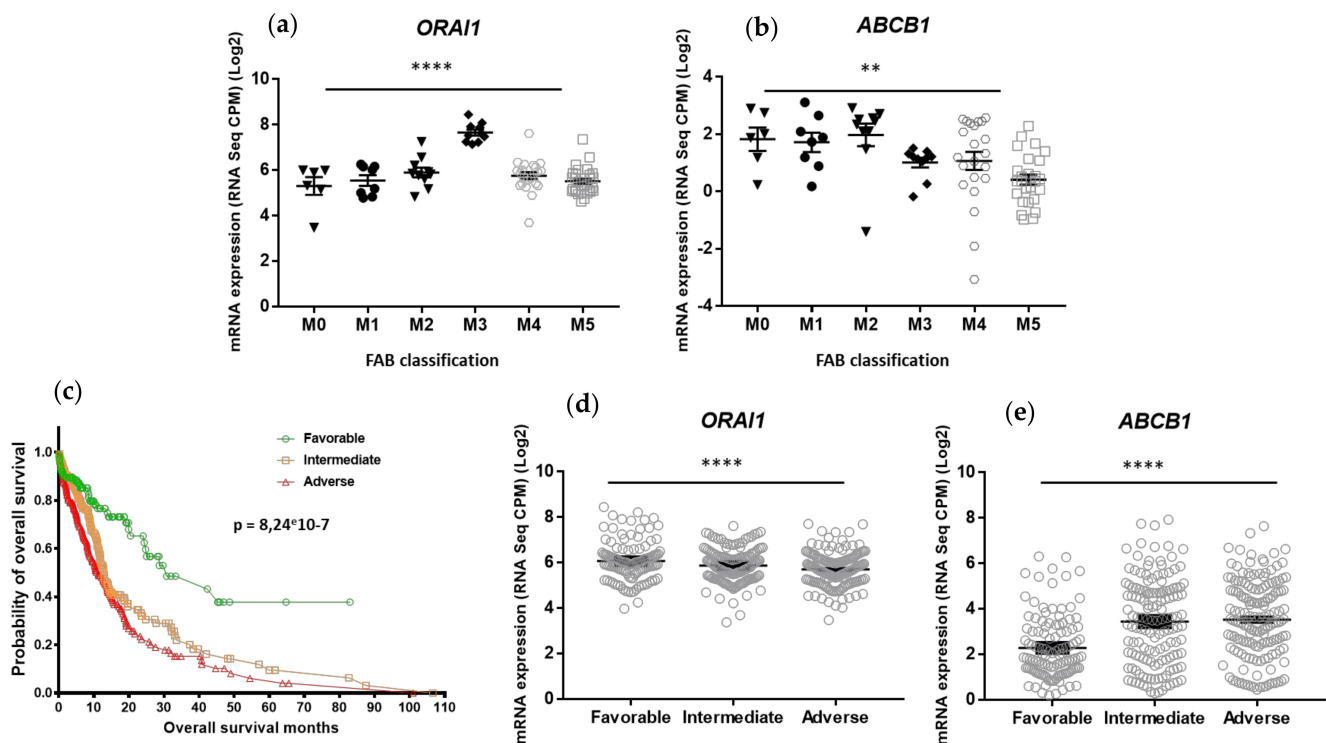 (a)
ORAI1
mRNA expression (RNA Seq CPM) (Log2)
****
10
8
6
4
2
0
M0 M1 M2 M3 M4 M5
FAB classification
(b)
ABCB1
mRNA expression (RNA Seq CPM) (Log2)
**
4
2
0
-2
-4
M0 M1 M2 M3 M4 M5
FAB classification
(c)
Probability of overall survival
1.0
0.8
0.6
0.4
0.2
0.0
Favorable
Intermediate
Adverse
p = 8,24e10-7
0 10 20 30 40 50 60 70 80 90 100 110
Overall survival months
(d)
ORAI1
mRNA expression (RNA Seq CPM) (Log2)
****
10
8
6
4
2
0
Favorable Intermediate Adverse
(e)
ABCB1
mRNA expression (RNA Seq CPM) (Log2)
****
10
8
6
4
2
0
Favorable Intermediate Adverse